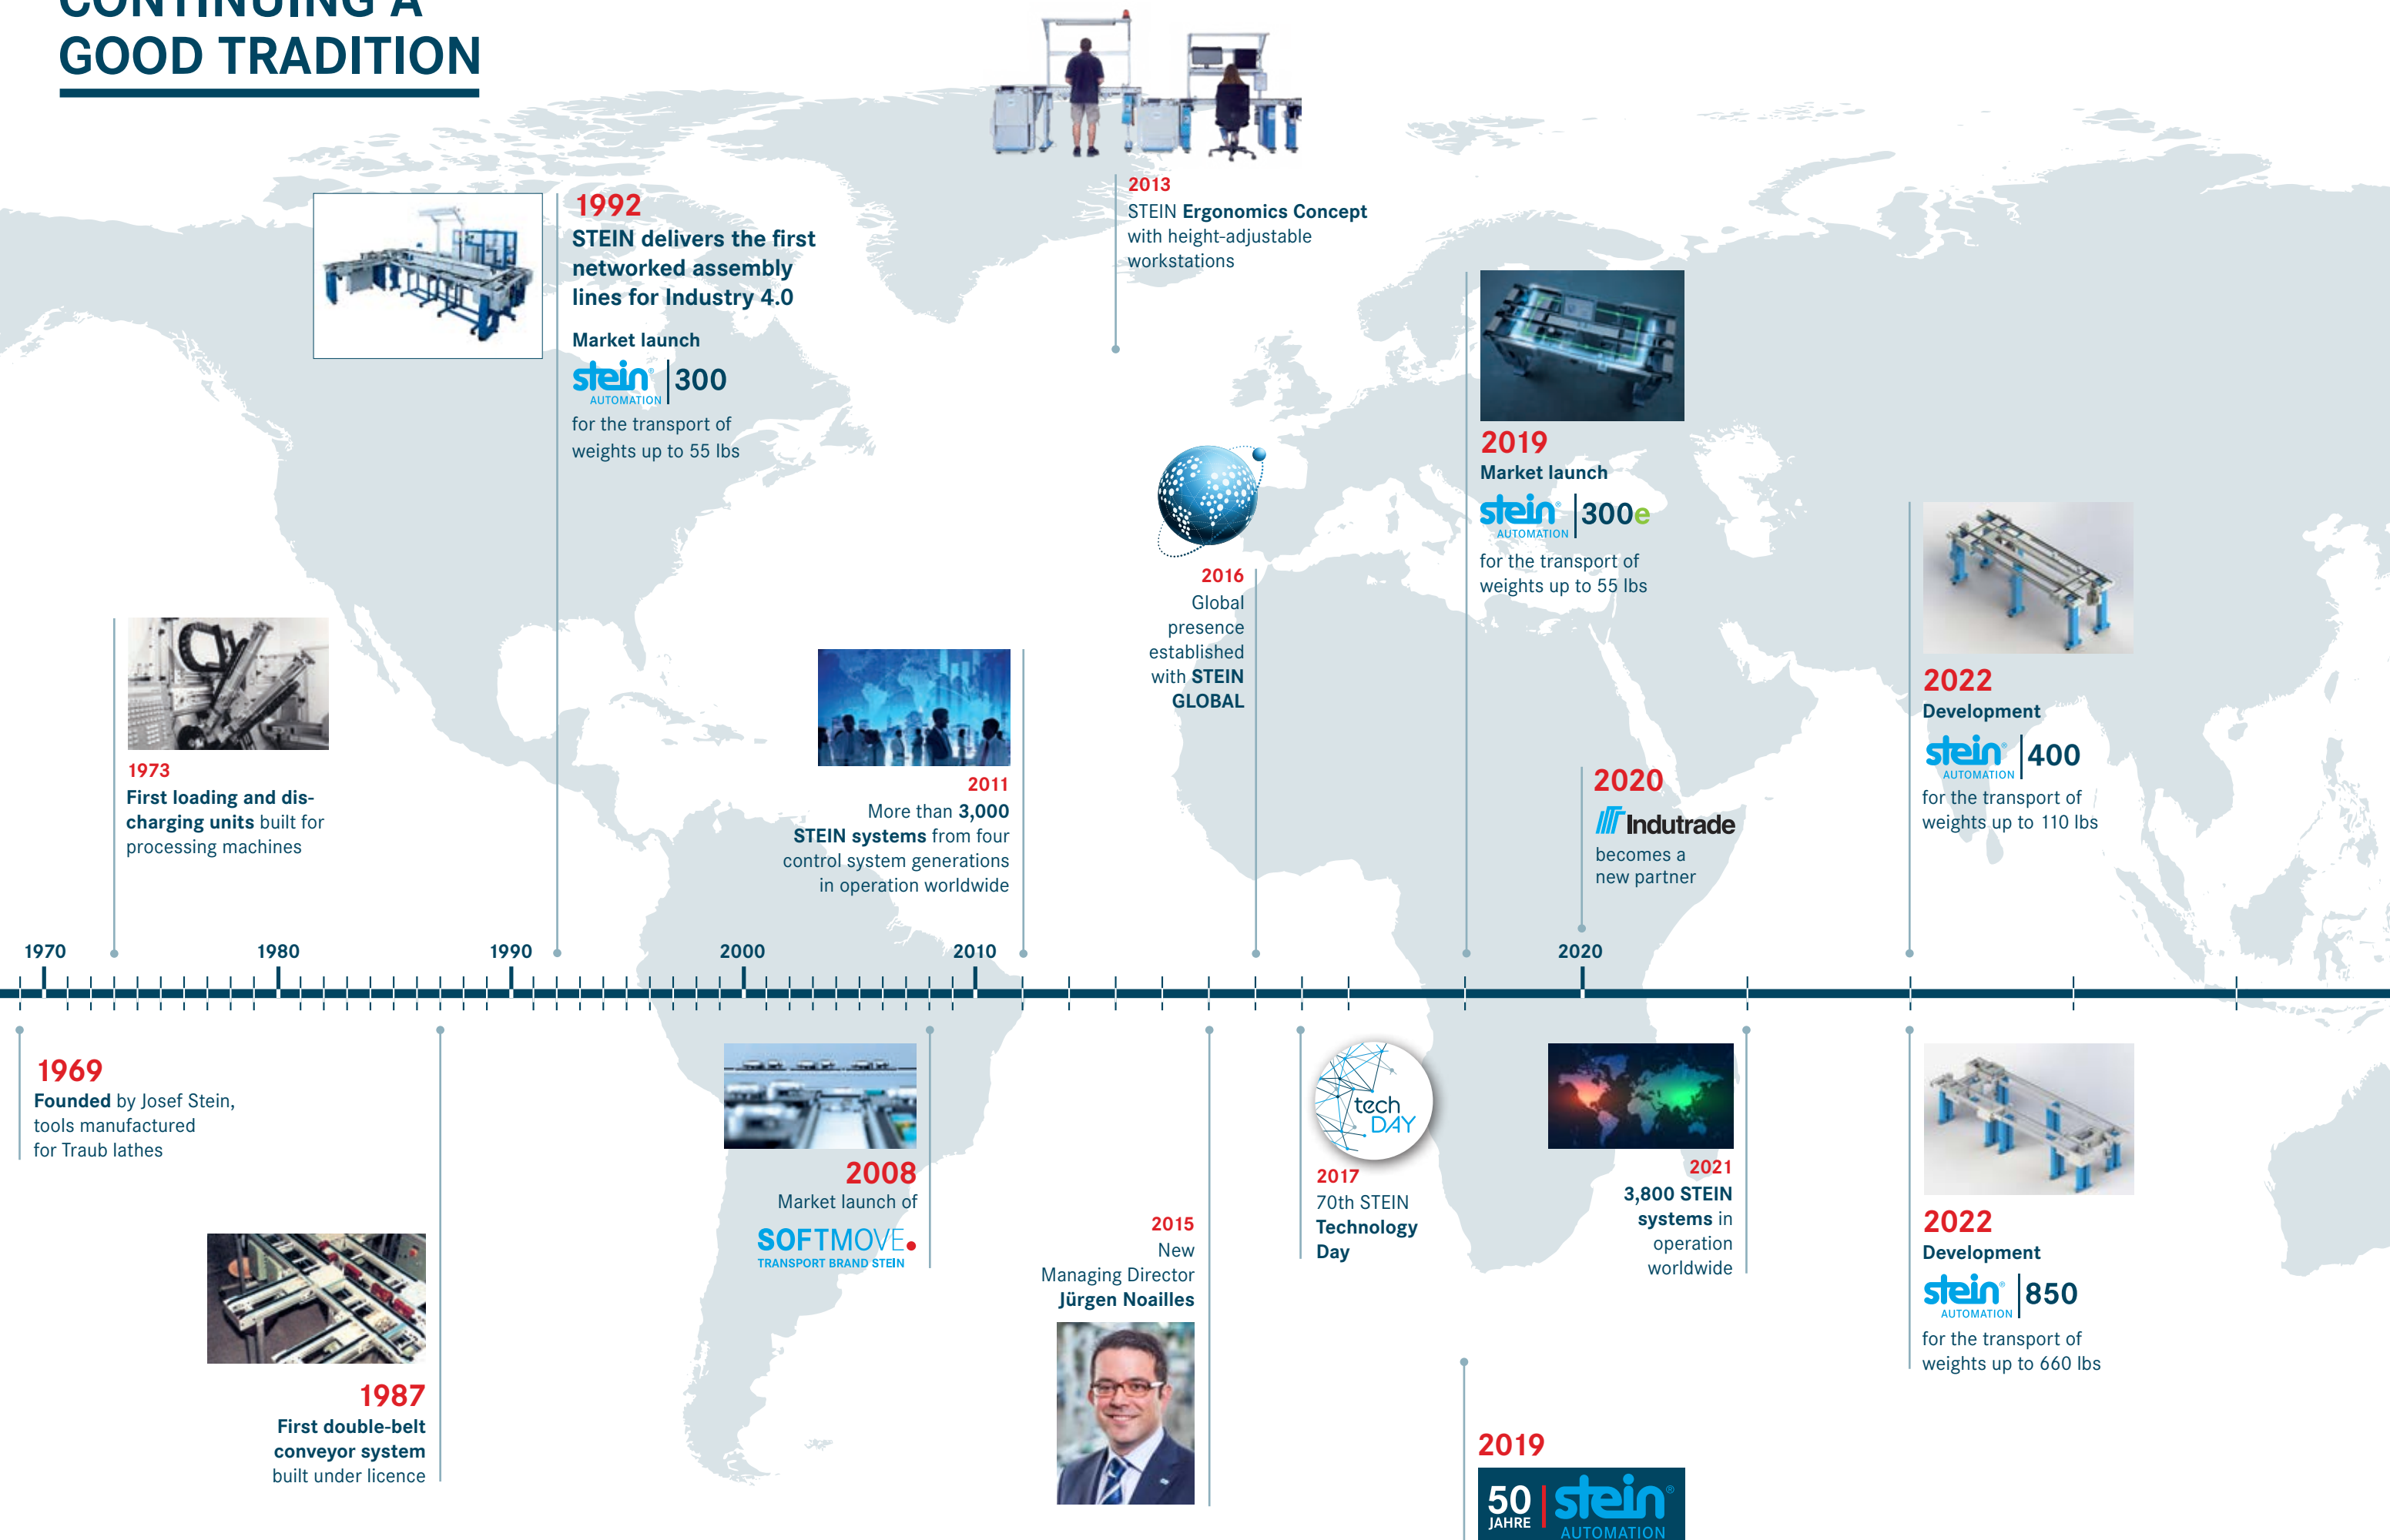 CONTINUING A
GOOD TRADITION
1992
STEIN delivers the first
networked assembly
lines for Industry 4.0
Market launch
stein® | 300
AUTOMATION
for the transport of
weights up to 55 lbs
2013
STEIN Ergonomics Concept
with height-adjustable
workstations
2019
Market launch
stein® | 300e
AUTOMATION
for the transport of
weights up to 55 lbs
2016
Global
presence
established
with STEIN
GLOBAL
2022
Development
stein® | 400
AUTOMATION
for the transport of
weights up to 110 lbs
1973
First loading and dis-
charging units built for
processing machines
2011
More than 3,000
STEIN systems from four
control system generations
in operation worldwide
2020
Indutrade
becomes a
new partner
1970 1980 1990 2000 2010 2020
1969
Founded by Josef Stein,
tools manufactured
for Traub lathes
1987
First double-belt
conveyor system
built under licence
2008
Market launch of
SOFTMOVE
TRANSPORT BRAND STEIN
2015
New
Managing Director
Jürgen Noailles
tech
DAY
2017
70th STEIN
Technology
Day
2021
3,800 STEIN
systems in
operation
worldwide
2022
Development
stein® | 850
AUTOMATION
for the transport of
weights up to 660 lbs
2019
50 | stein®
JAHRE
AUTOMATION